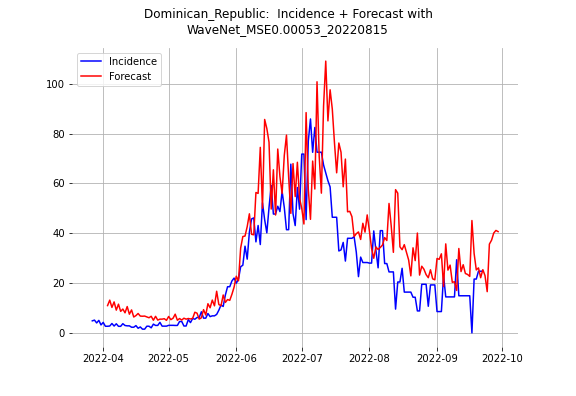 Dominican_Republic:  Incidence + Forecast with
WaveNet_MSE0.00053_20220815
Incidence
Forecast
100
80
60
40
20
0
2022-04 2022-05 2022-06 2022-07 2022-08 2022-09 2022-10